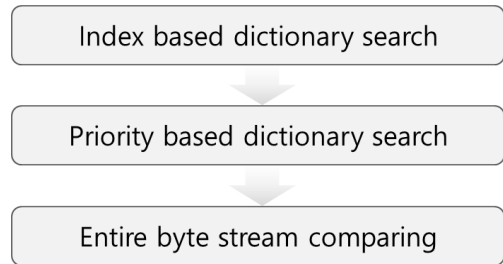 Index based dictionary search
Priority based dictionary search
Entire byte stream comparing